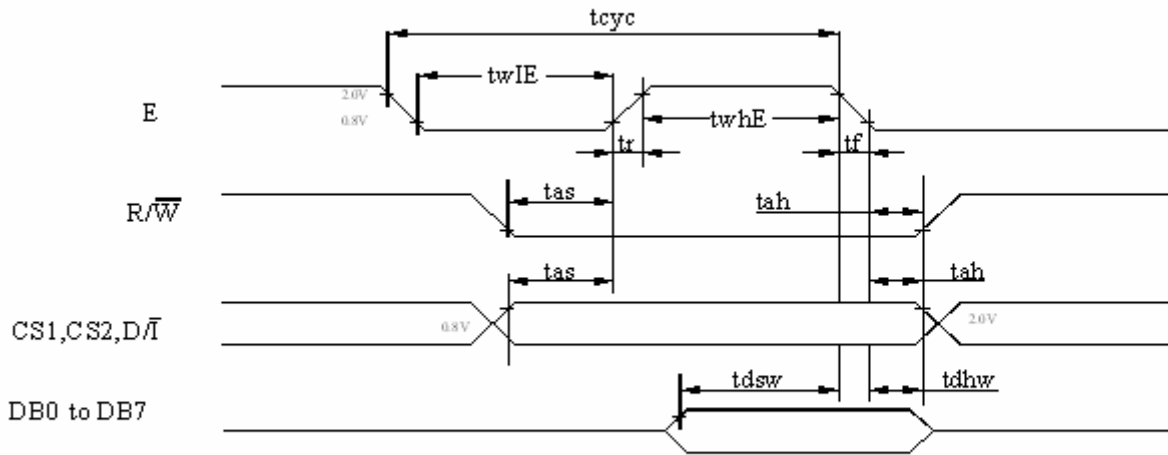 tcyc
twIE
2.0V
E
0.8V
twhE
tr
tf
tas
tah
R/W̅
tas
tah
CS1,CS2,D/I̅
0.8V
2.0V
tdsw
tdhw
DB0 to DB7